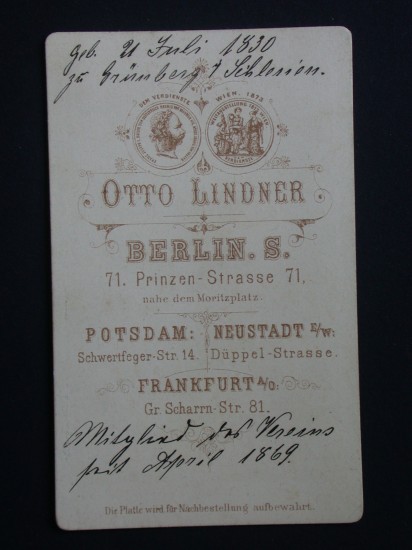 geb. 21 Juli 1830
zu Grünberg i/ Schlesien.
DEM VERDIENSTE
WIEN. 1873
OTTO LINDNER
BERLIN. S.
71. Prinzen-Strasse 71,
nahe dem Moritzplatz.
POTSDAM: NEUSTADT E/W:
Schwertfeger-Str. 14. Düppel-Strasse.
FRANKFURT A/O:
Gr. Scharrn-Str. 81.
Mitglied des Vereins
seit April 1869.
Die Platte wird für Nachbestellung aufbewahrt.